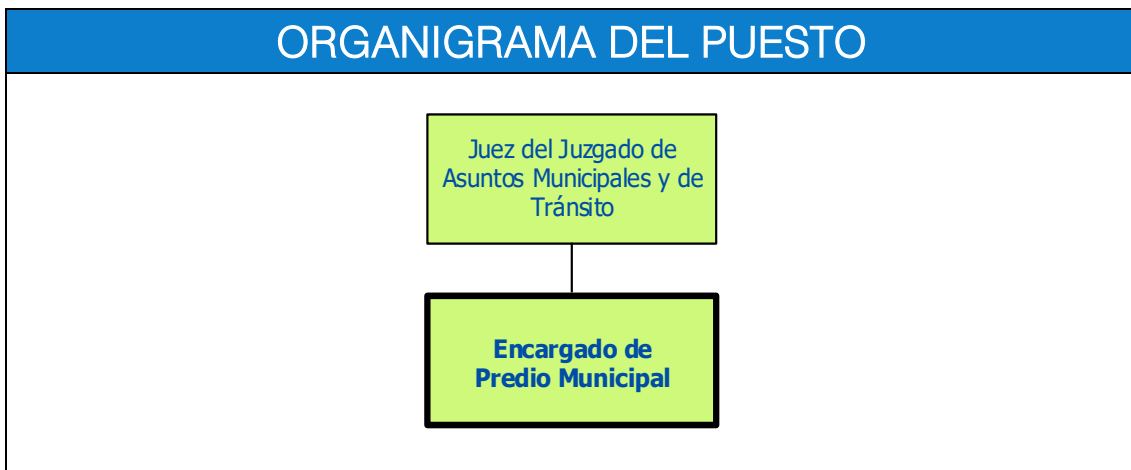 ORGANIGRAMA DEL PUESTO
Juez del Juzgado de
Asuntos Municipales y de
Tránsito
Encargado de
Predio Municipal